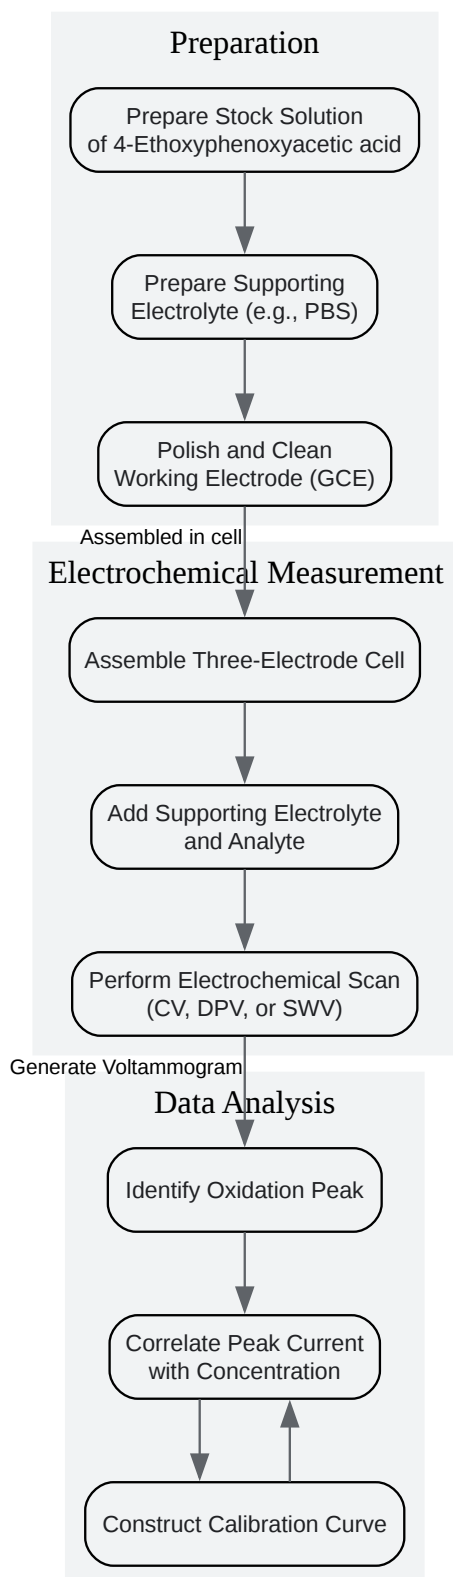 Preparation
Prepare Stock Solution
of 4-Ethoxyphenoxyacetic acid
Prepare Supporting
Electrolyte (e.g., PBS)
Polish and Clean
Working Electrode (GCE)
Assembled in cell
Electrochemical Measurement
Assemble Three-Electrode Cell
Add Supporting Electrolyte
and Analyte
Perform Electrochemical Scan
(CV, DPV, or SWV)
Generate Voltammogram
Data Analysis
Identify Oxidation Peak
Correlate Peak Current
with Concentration
Construct Calibration Curve